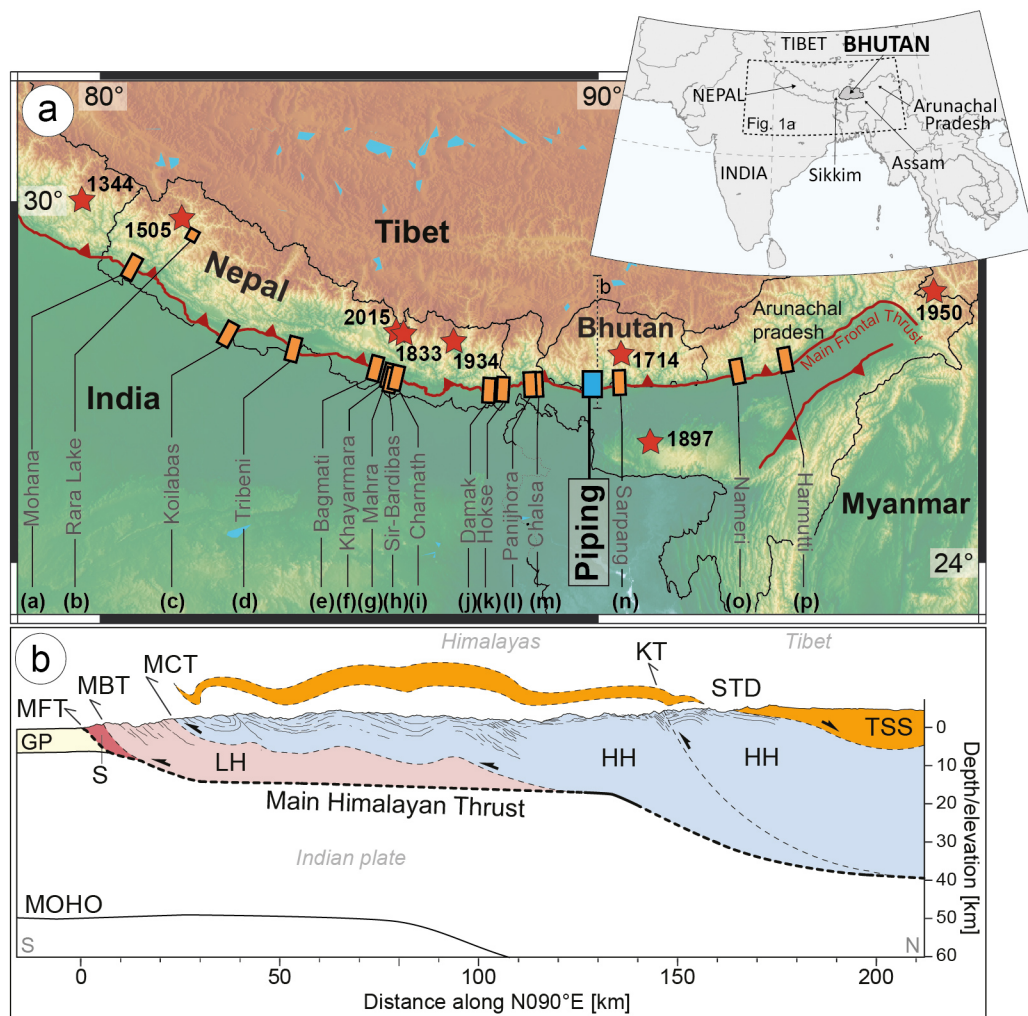 a
80°
90°
30°
24°
TIBET
BHUTAN
NEPAL
Arunachal
Pradesh
Fig. 1a
INDIA
Sikkim
Assam
1344
1505
Tibet
Nepal
2015
1833
1934
b
Bhutan
1714
Arunachal
pradesh
Main Frontal Thrust
1950
India
1897
Myanmar
Mohana
Rara Lake
Koilabas
Tribeni
Bagmati
Khayarmara
Mahra
Sir-Bardibas
Charnath
Damak
Hokse
Panijhora
Chalsa
Piping
Sarpang
Nameri
Harmutti
(a)
(b)
(c)
(d)
(e)
(f)
(g)
(h)
(i)
(j)
(k)
(l)
(m)
(n)
(o)
(p)
b
Himalayas
Tibet
MFT
MBT
MCT
KT
STD
GP
S
LH
HH
HH
TSS
Main Himalayan Thrust
Indian plate
MOHO
S
N
0
10
20
30
40
50
60
Depth/elevation [km]
0
50
100
150
200
Distance along N090°E [km]